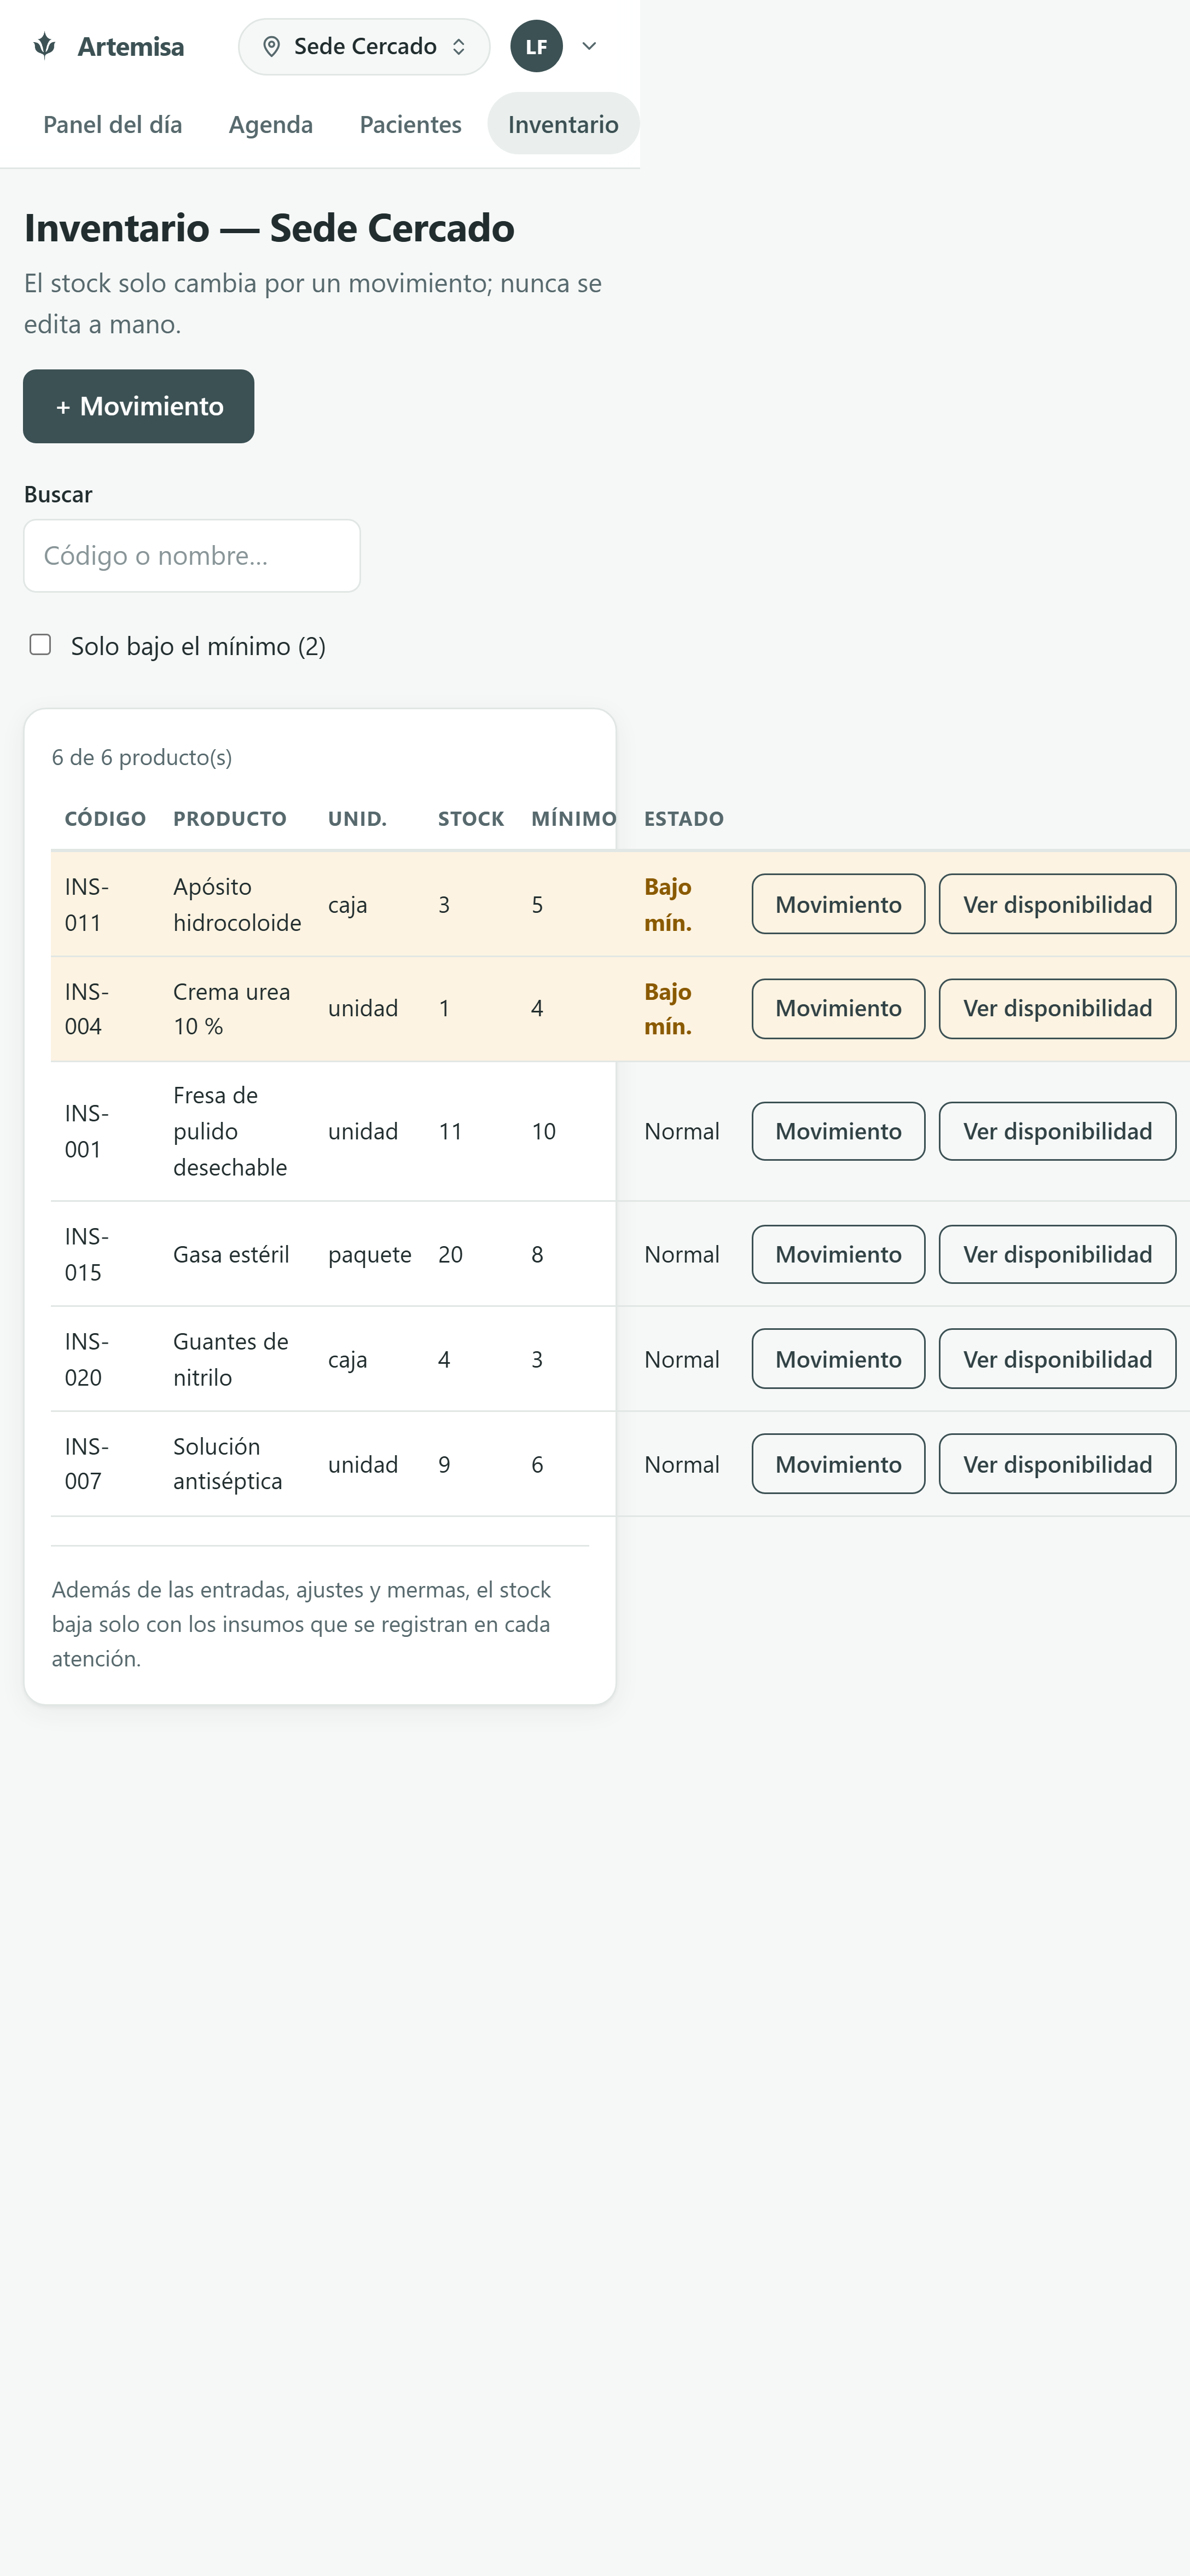 Artemisa
Sede Cercado
LF
Panel del día
Agenda
Pacientes
Inventario
Inventario — Sede Cercado
El stock solo cambia por un movimiento; nunca se
edita a mano.
+ Movimiento
Buscar
Código o nombre...
Solo bajo el mínimo (2)
6 de 6 producto(s)
CÓDIGO PRODUCTO UNID. STOCK MÍNIMO ESTADO
INS-
011
Apósito
hidrocoloide
caja
3
5
Bajo
mín.
Movimiento
Ver disponibilidad
INS-
004
Crema urea
10 %
unidad
1
4
Bajo
mín.
Movimiento
Ver disponibilidad
INS-
001
Fresa de
pulido
desechable
unidad
11
10
Normal
Movimiento
Ver disponibilidad
INS-
015
Gasa estéril
paquete
20
8
Normal
Movimiento
Ver disponibilidad
INS-
020
Guantes de
nitrilo
caja
4
3
Normal
Movimiento
Ver disponibilidad
INS-
007
Solución
antiséptica
unidad
9
6
Normal
Movimiento
Ver disponibilidad
Además de las entradas, ajustes y mermas, el stock
baja solo con los insumos que se registran en cada
atención.